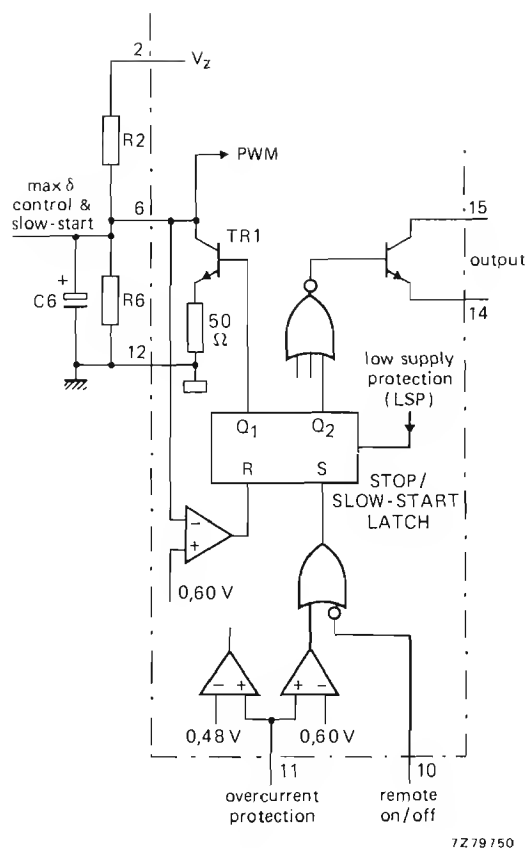 2
V_Z
R2
PWM
max δ
control &
slow-start
6
TR1
15
output
14
+
C6
R6
50
Ω
12
low supply
protection
(LSP)
Q₁
Q₂
R
S
STOP/
SLOW-START
LATCH
−
+
0,60 V
− +
+ −
0,48 V
0,60 V
11
10
overcurrent
protection
remote
on/off
7Z79750